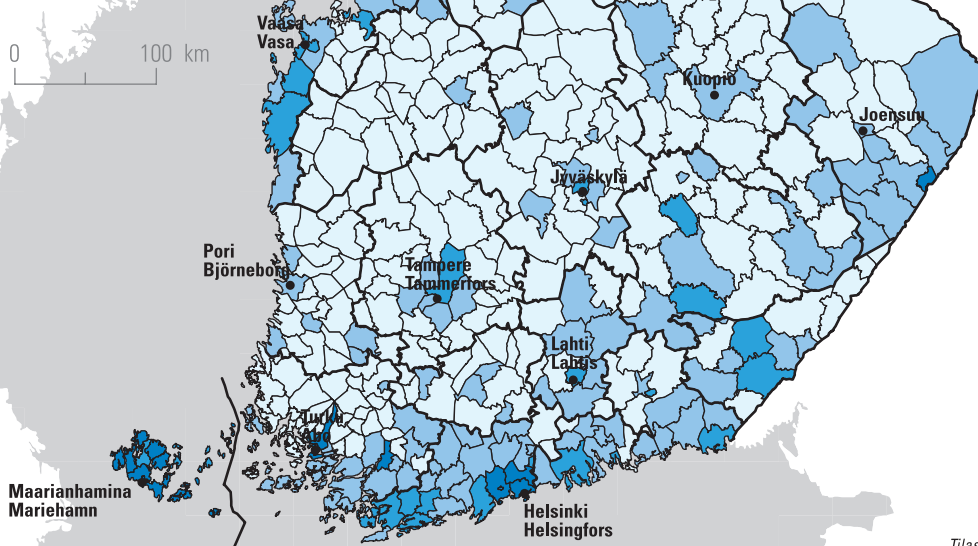 Vaasa
Vasa
0 100 km
Kuopio
Joensuu
Jyväskylä
Pori
Björneborg
Tampere
Tammerfors
Lahti
Lahtis
Turku
Åbo
Maarianhamina
Mariehamn
Helsinki
Helsingfors